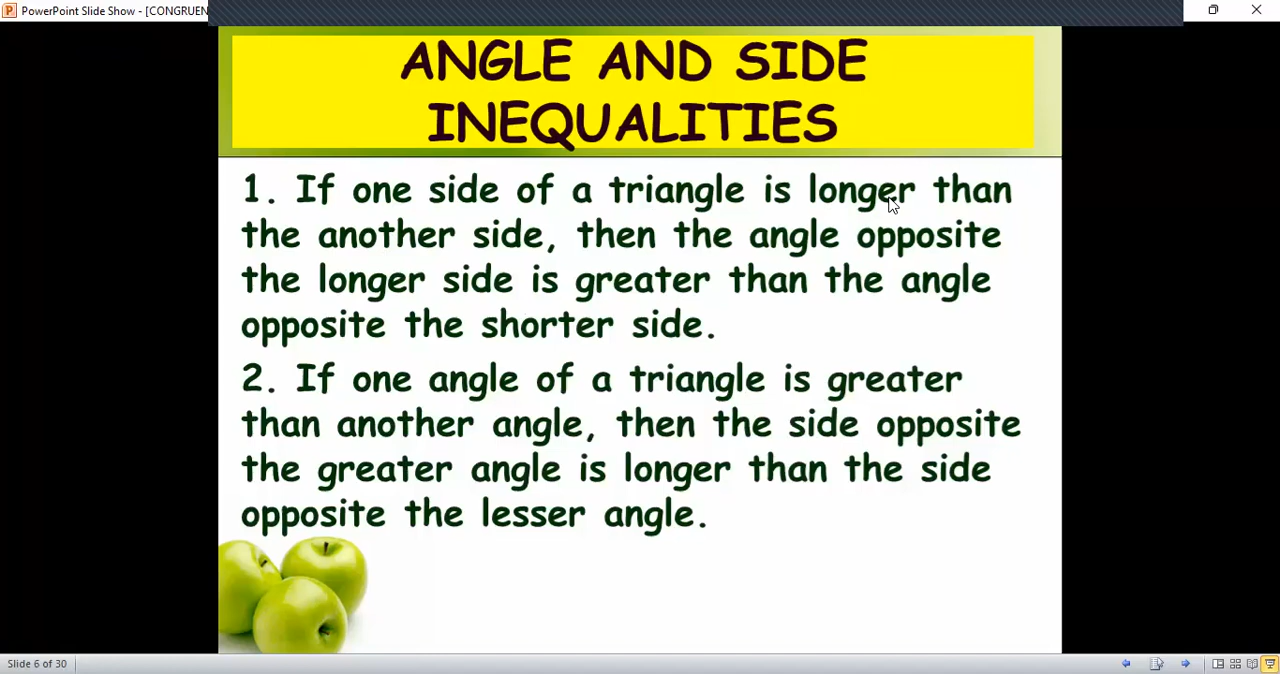 PowerPoint Slide Show - [CONGRUEN
ANGLE AND SIDE
INEQUALITIES
1. If one side of a triangle is longer than
the another side, then the angle opposite
the longer side is greater than the angle
opposite the shorter side.
2. If one angle of a triangle is greater
than another angle, then the side opposite
the greater angle is longer than the side
opposite the lesser angle.
Slide 6 of 30